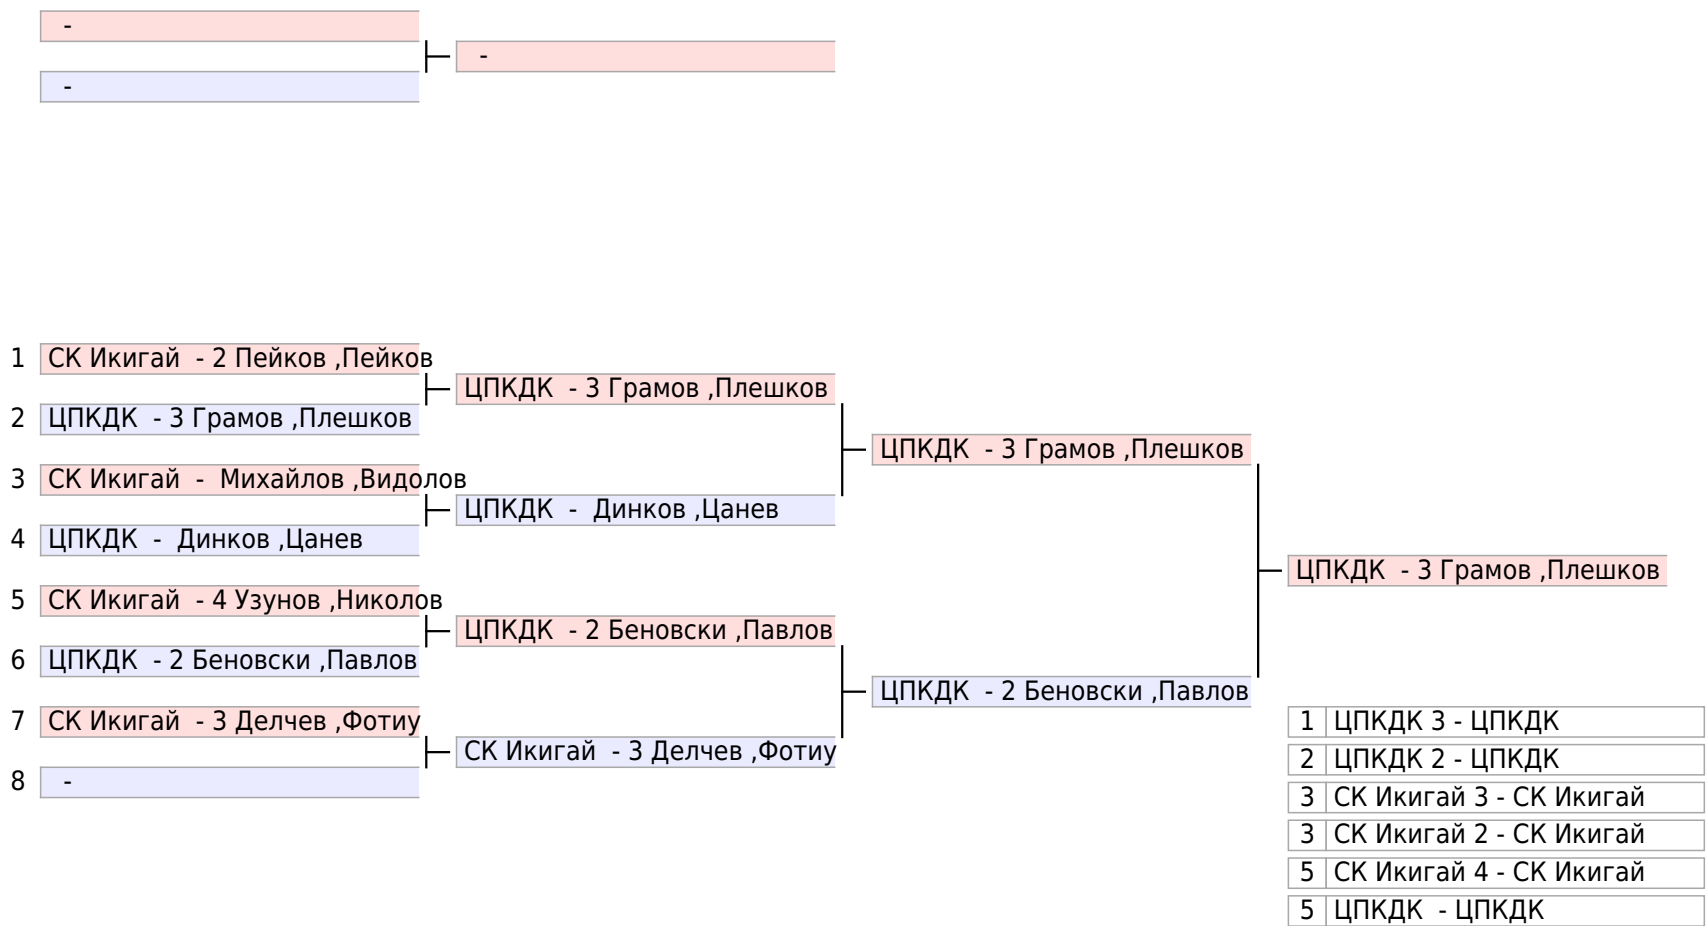 -
-
-
1 СК Икигай - 2 Пейков ,Пейков
ЦПКДК - 3 Грамов ,Плешков
2 ЦПКДК - 3 Грамов ,Плешков
ЦПКДК - 3 Грамов ,Плешков
3 СК Икигай - Михайлов ,Видолов
ЦПКДК - Динков ,Цанев
4 ЦПКДК - Динков ,Цанев
ЦПКДК - 3 Грамов ,Плешков
5 СК Икигай - 4 Узунов ,Николов
ЦПКДК - 2 Беновски ,Павлов
6 ЦПКДК - 2 Беновски ,Павлов
ЦПКДК - 2 Беновски ,Павлов
7 СК Икигай - 3 Делчев ,Фотиу
СК Икигай - 3 Делчев ,Фотиу
8 -
1 ЦПКДК 3 - ЦПКДК
2 ЦПКДК 2 - ЦПКДК
3 СК Икигай 3 - СК Икигай
3 СК Икигай 2 - СК Икигай
5 СК Икигай 4 - СК Икигай
5 ЦПКДК - ЦПКДК